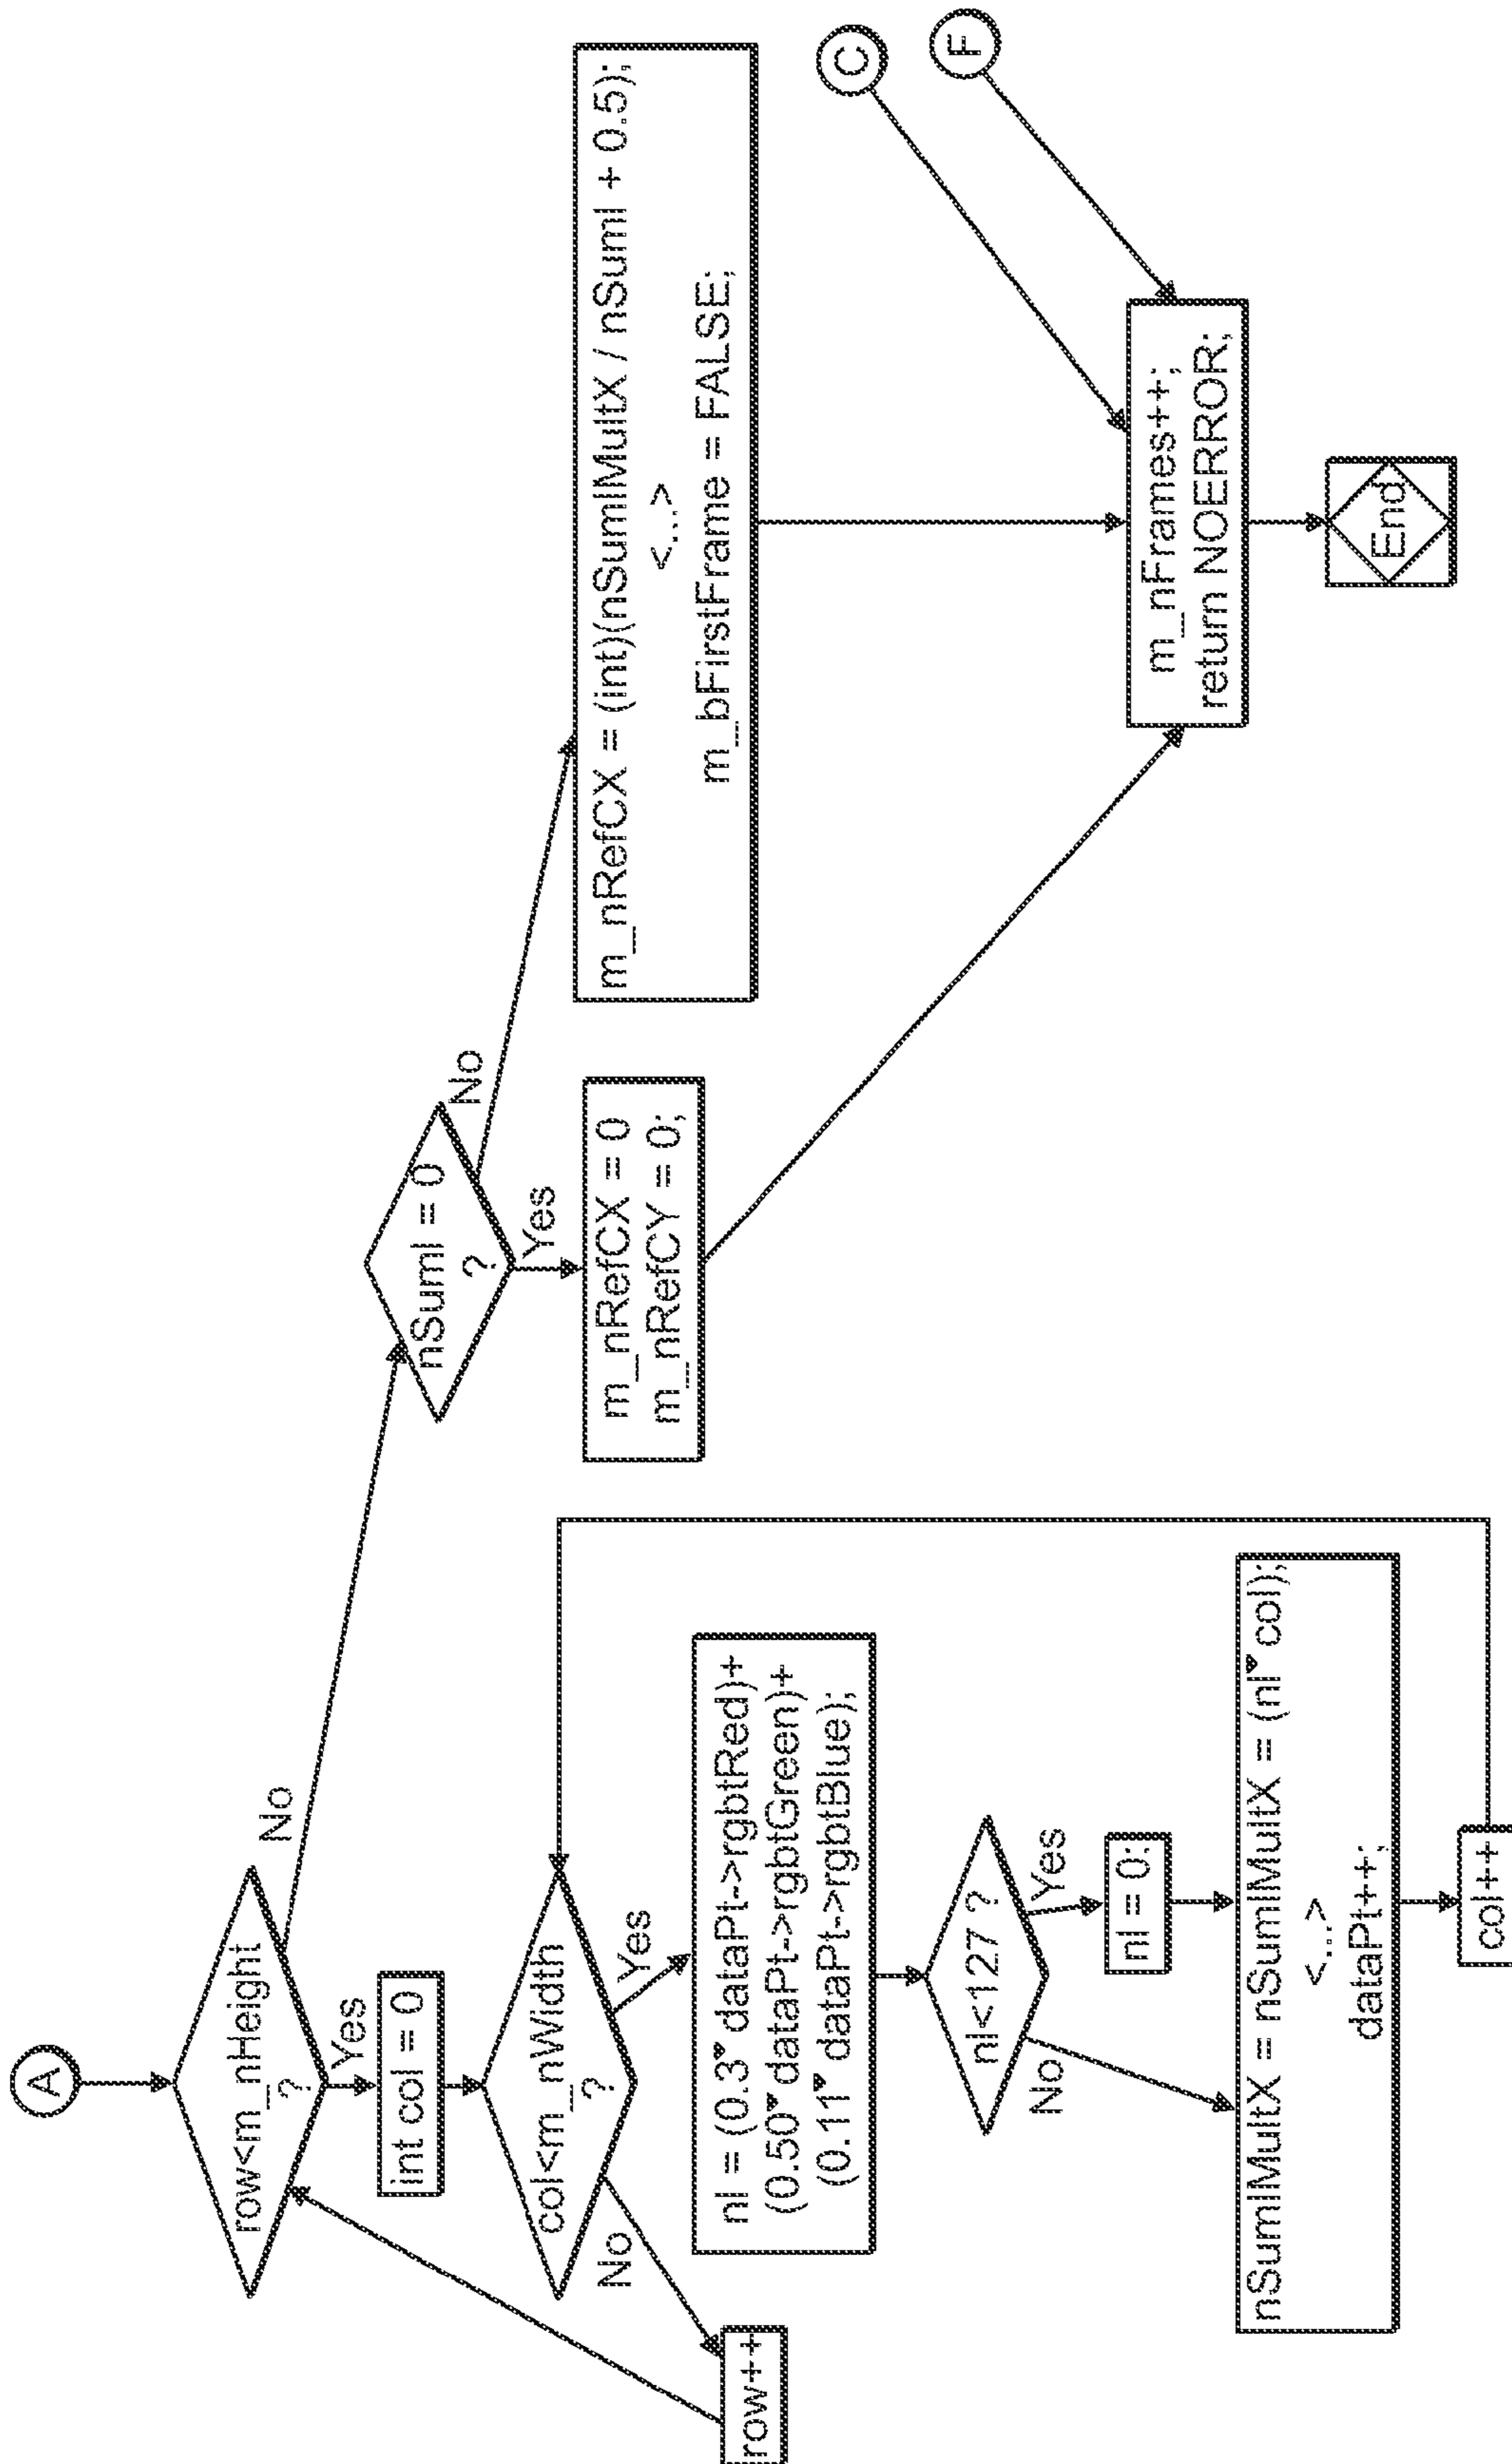 A
row<m_nHeight
?
No
Yes
int col = 0
col<m_nWidth
?
No
Yes
row++
nI = (0.3* dataPt->rgbtRed)+
(0.50* dataPt->rgbtGreen)+
(0.11* dataPt->rgbtBlue);
nI<127 ?
No
Yes
nI = 0;
nSumIMultX = nSumIMultX = (nI* col);
<...>
dataPt++;
col++
nSumI = 0
?
No
Yes
m_nRefCX = 0
m_nRefCY = 0;
m_nRefCX = (int)(nSumIMultX / nSumI + 0.5);
<...>
m_bFirstFrame = FALSE;
C
F
m_nFrames++;
return NOERROR;
End